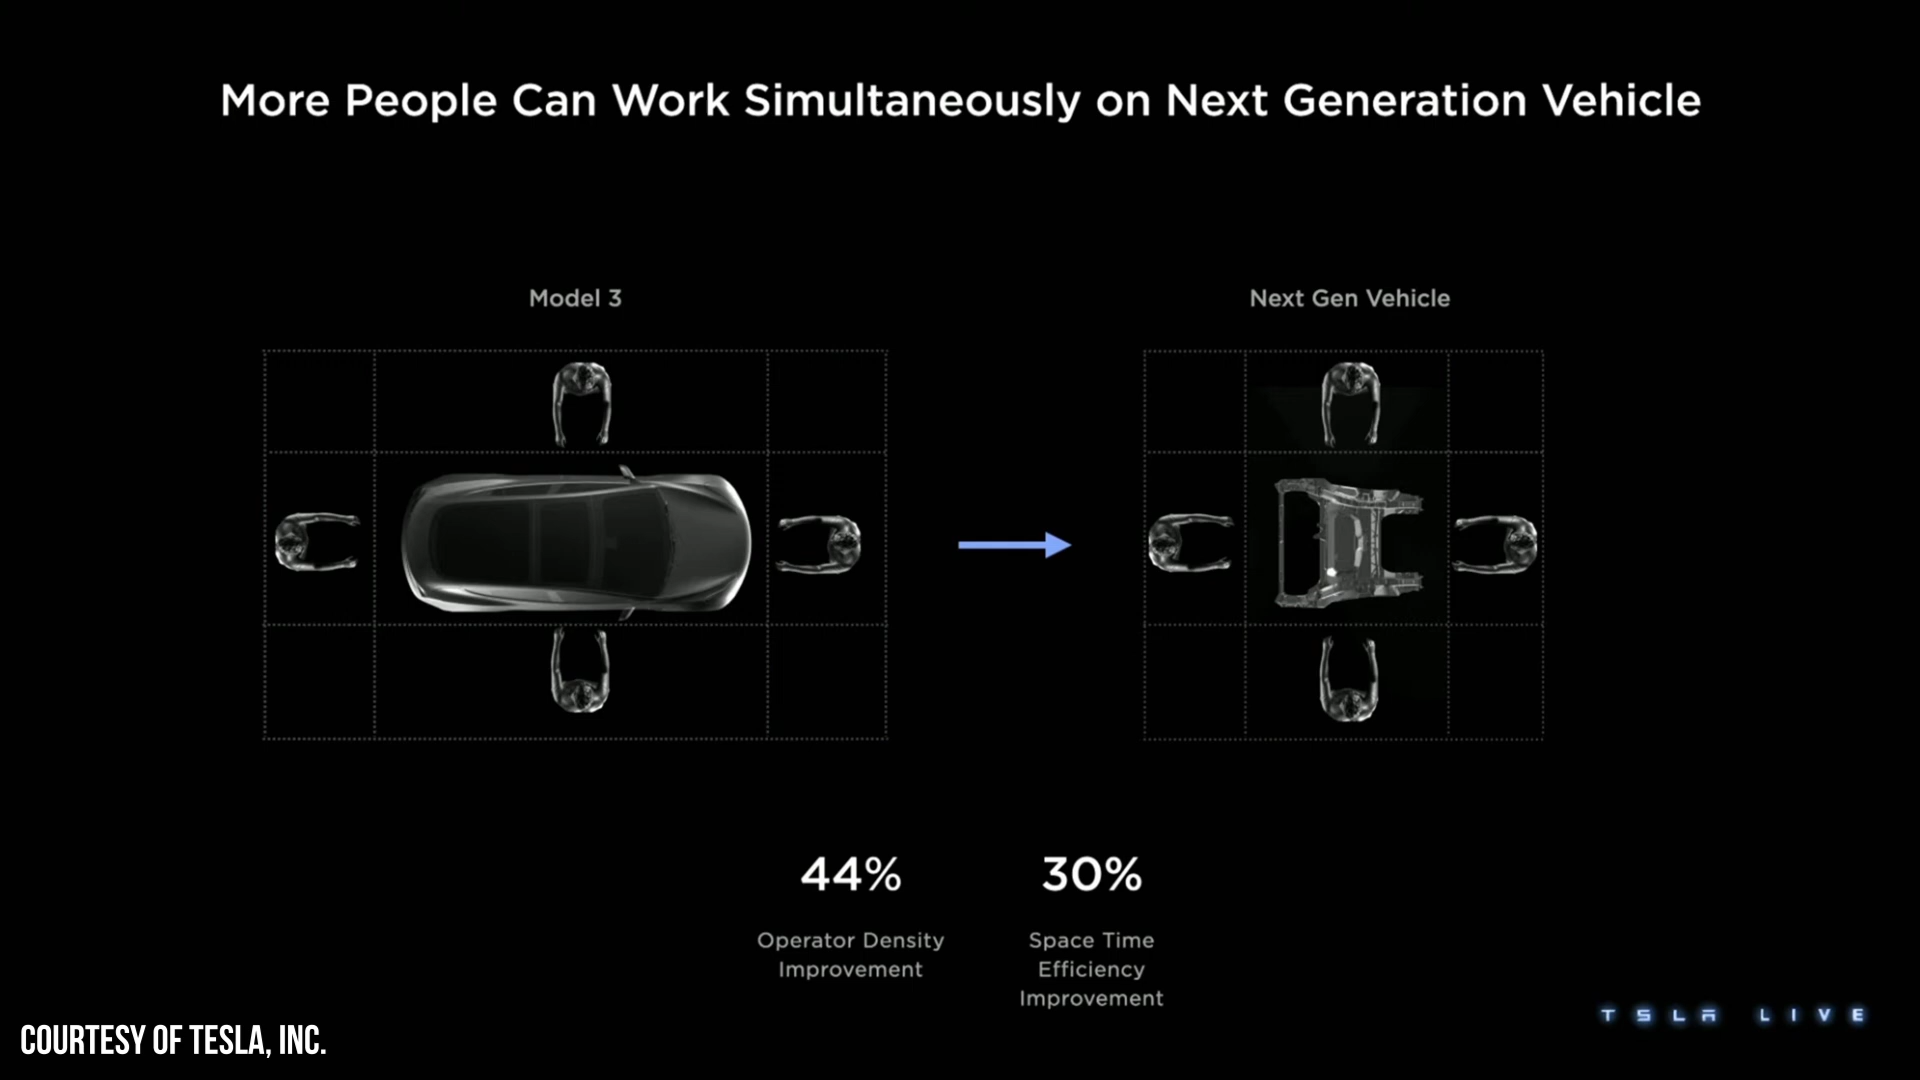 More People Can Work Simultaneously on Next Generation Vehicle
Model 3
Next Gen Vehicle
44%
30%
Operator Density
Improvement
Space Time
Efficiency
Improvement
TSLA LIVE
COURTESY OF TESLA, INC.